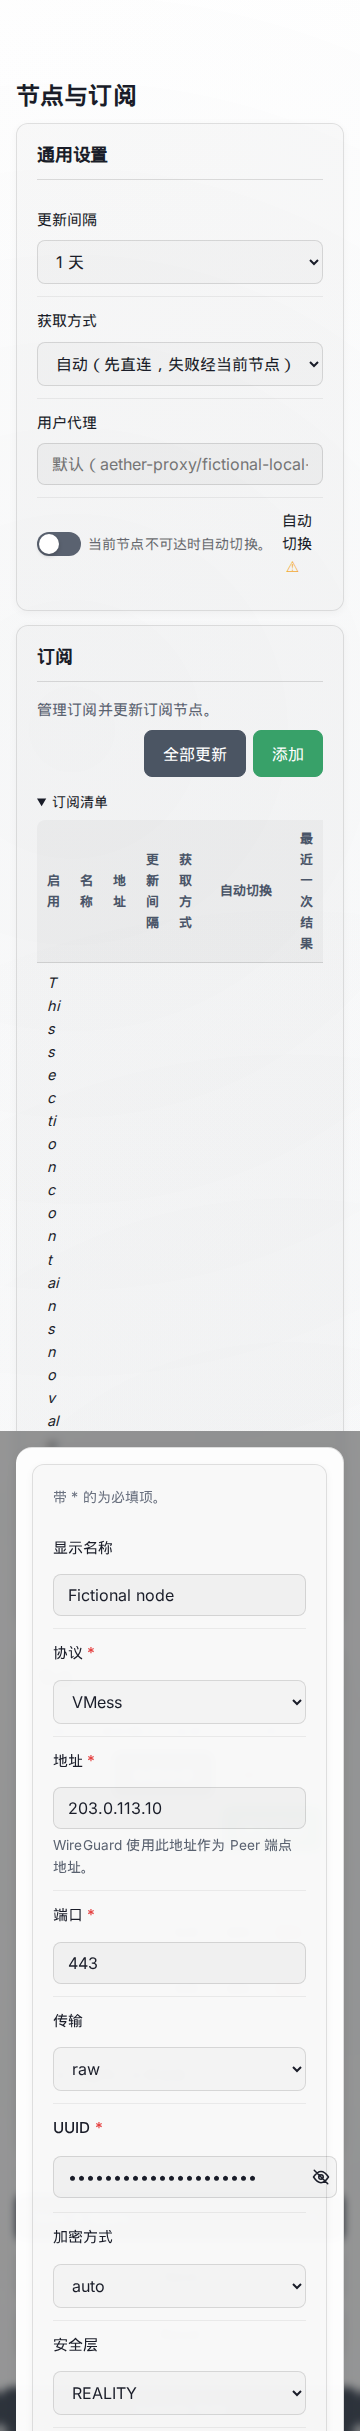 节点与订阅
通用设置
更新间隔
1 天
获取方式
自动（先直连，失败经当前节点）
用户代理
默认（aether-proxy/fictional-local-
当前节点不可达时自动切换。
自动
切换
⚠
订阅
管理订阅并更新订阅节点。
全部更新
添加
▼ 订阅清单
启用
名称
地址
更新间隔
获取方式
自动切换
最近一次结果
T
hi
s
s
e
c
ti
o
n
c
o
n
t
ai
n
s
n
o
v
al
带 * 的为必填项。
显示名称
Fictional node
协议 *
VMess
地址 *
203.0.113.10
WireGuard 使用此地址作为 Peer 端点
地址。
端口 *
443
传输
raw
UUID *
•••••••••••••••••••••
加密方式
auto
安全层
REALITY